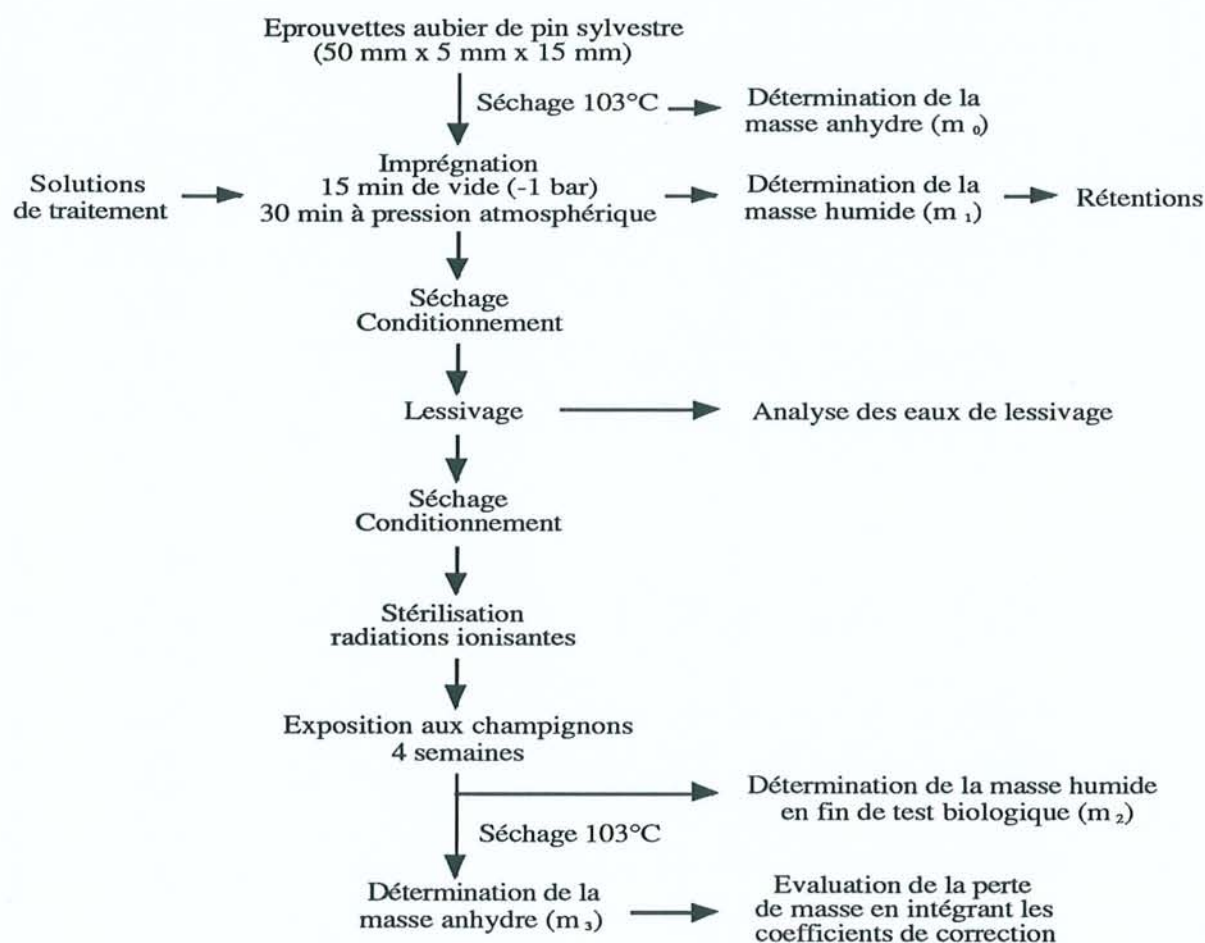 Eprouvettes aubier de pin sylvestre
(50 mm x 5 mm x 15 mm)
Séchage 103°C
Détermination de la
masse anhydre (m ₀)
Solutions
de traitement
Imprégnation
15 min de vide (-1 bar)
30 min à pression atmosphérique
Détermination de la
masse humide (m ₁)
Rétentions
Séchage
Conditionnement
Lessivage
Analyse des eaux de lessivage
Séchage
Conditionnement
Stérilisation
radiations ionisantes
Exposition aux champignons
4 semaines
Détermination de la masse humide
en fin de test biologique (m ₂)
Séchage 103°C
Détermination de la
masse anhydre (m ₃)
Evaluation de la perte
de masse en intégrant les
coefficients de correction